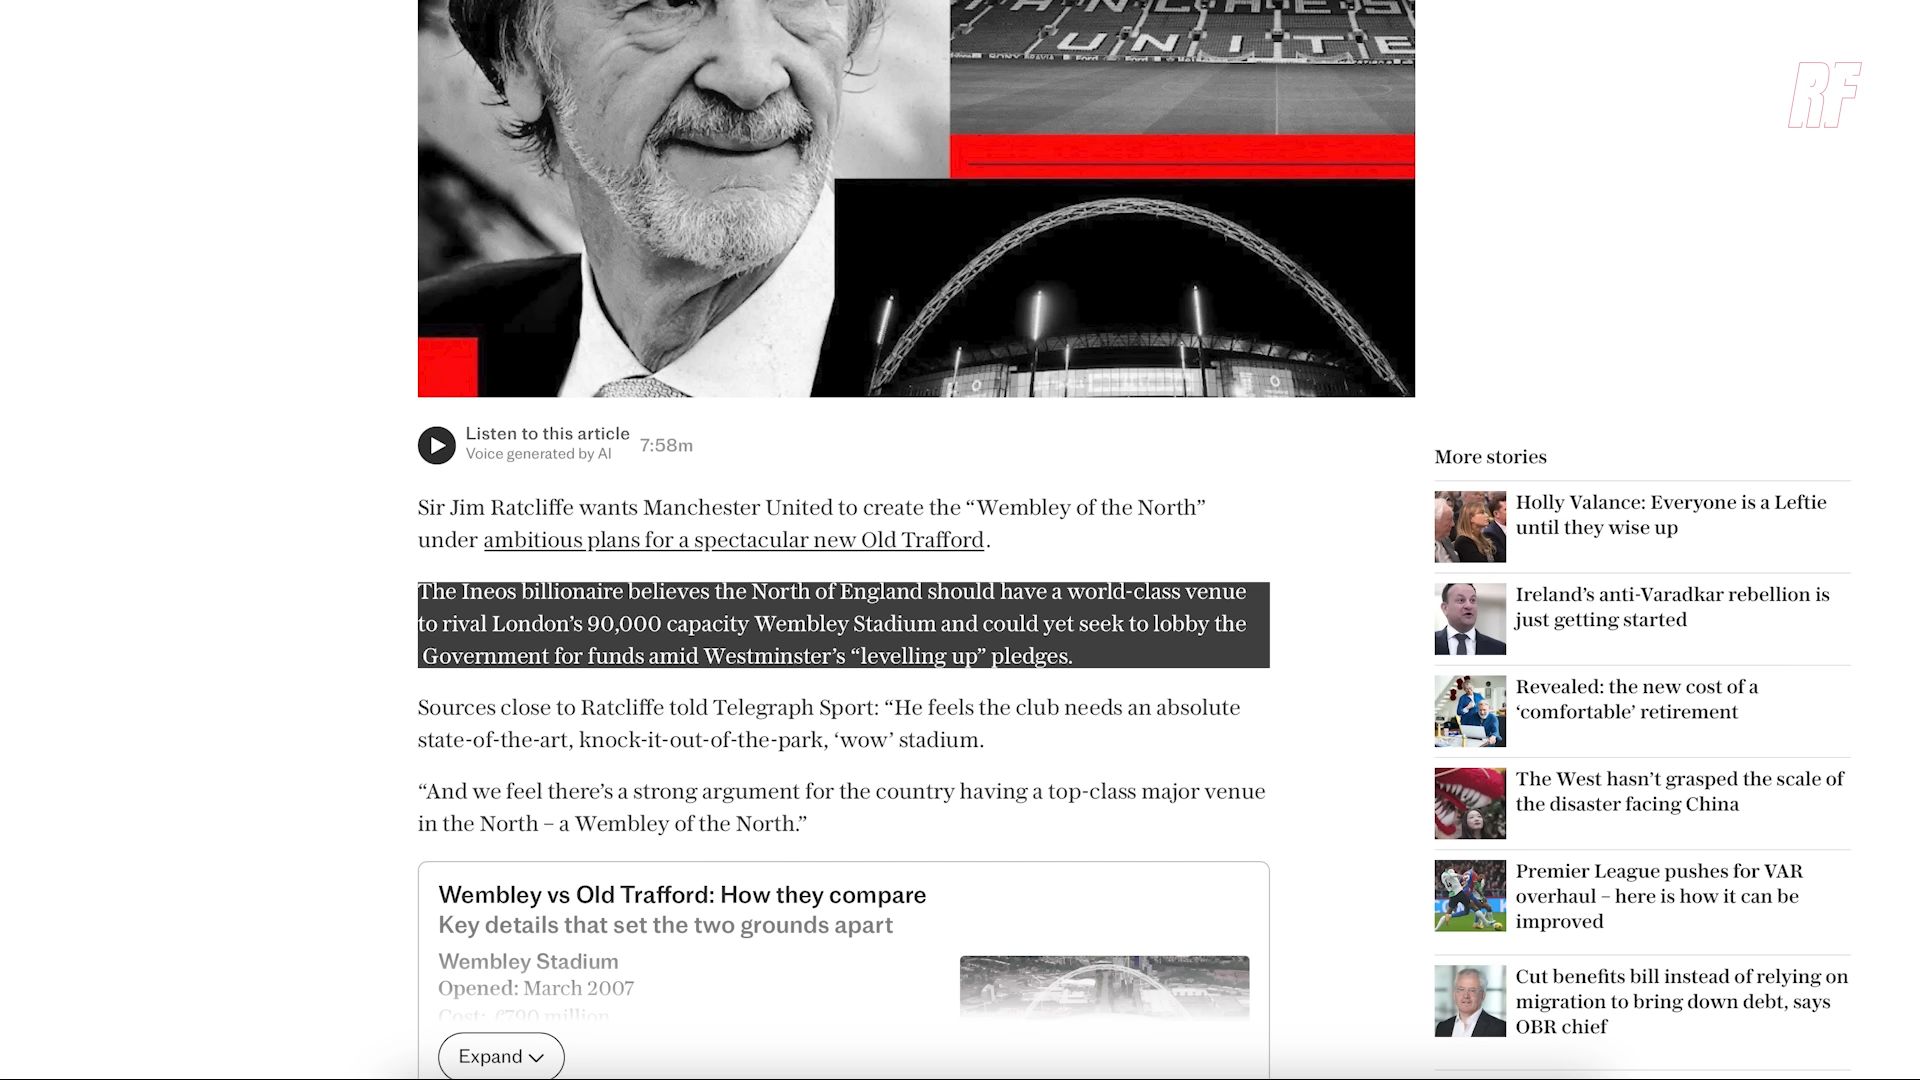 UNITE
RF
Listen to this article
Voice generated by AI
7:58m
Sir Jim Ratcliffe wants Manchester United to create the “Wembley of the North”
under ambitious plans for a spectacular new Old Trafford.
The Ineos billionaire believes the North of England should have a world-class venue
to rival London’s 90,000 capacity Wembley Stadium and could yet seek to lobby the
Government for funds amid Westminster’s “levelling up” pledges.
Sources close to Ratcliffe told Telegraph Sport: “He feels the club needs an absolute
state-of-the-art, knock-it-out-of-the-park, ‘wow’ stadium.
“And we feel there’s a strong argument for the country having a top-class major venue
in the North – a Wembley of the North.”
Wembley vs Old Trafford: How they compare
Key details that set the two grounds apart
Wembley Stadium
Opened: March 2007
Cost: £790 million
Expand
More stories
Holly Valance: Everyone is a Leftie
until they wise up
Ireland’s anti-Varadkar rebellion is
just getting started
Revealed: the new cost of a
‘comfortable’ retirement
The West hasn’t grasped the scale of
the disaster facing China
Premier League pushes for VAR
overhaul – here is how it can be
improved
Cut benefits bill instead of relying on
migration to bring down debt, says
OBR chief